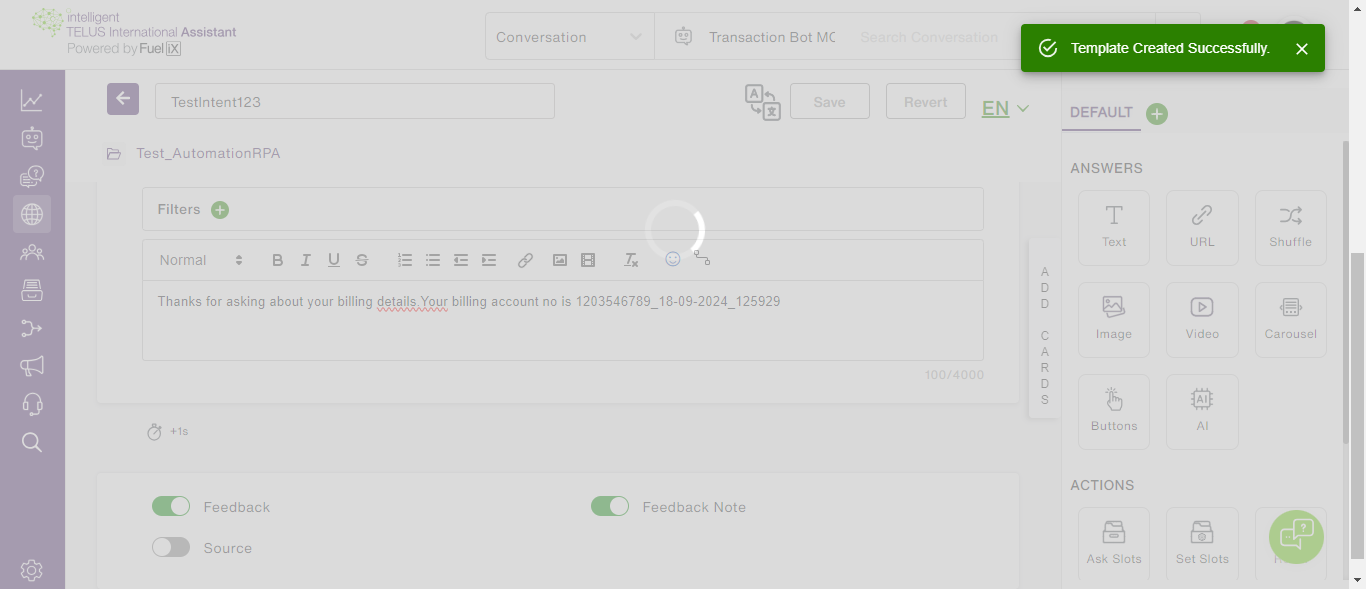 intelligent
TELUS International Assistant
Powered by Fuel iX
Conversation
Transaction Bot MC
Search Conversation
Template Created Successfully.
TestIntent123
Save
Revert
EN
DEFAULT
Test_AutomationRPA
ANSWERS
Filters
Text
URL
Shuffle
Normal
Thanks for asking about your billing details.Your billing account no is 1203546789_18-09-2024_125929
ADD CARDS
Image
Video
Carousel
100/4000
Buttons
AI
+1s
ACTIONS
Feedback
Feedback Note
Source
Ask Slots
Set Slots